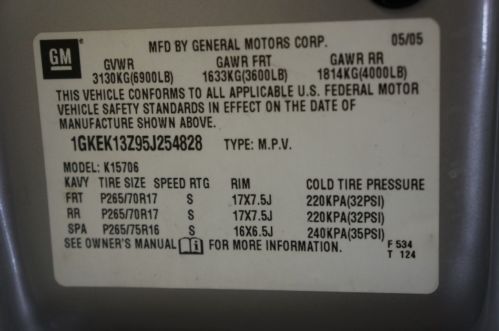 GM
MFD BY GENERAL MOTORS CORP. 05/05
GVWR GAWR FRT GAWR RR
3130KG(6900LB) 1633KG(3600LB) 1814KG(4000LB)
THIS VEHICLE CONFORMS TO ALL APPLICABLE U.S. FEDERAL MOTOR
VEHICLE SAFETY STANDARDS IN EFFECT ON THE DATE OF
MANUFACTURE SHOWN ABOVE.
1GKEK13Z95J254828 TYPE: M.P.V.
MODEL: K15706
KAVY TIRE SIZE SPEED RTG RIM COLD TIRE PRESSURE
FRT P265/70R17 S 17X7.5J 220KPA(32PSI)
RR P265/70R17 S 17X7.5J 220KPA(32PSI)
SPA P265/75R16 S 16X6.5J 240KPA(35PSI)
SEE OWNER'S MANUAL FOR MORE INFORMATION. F 534
T 124